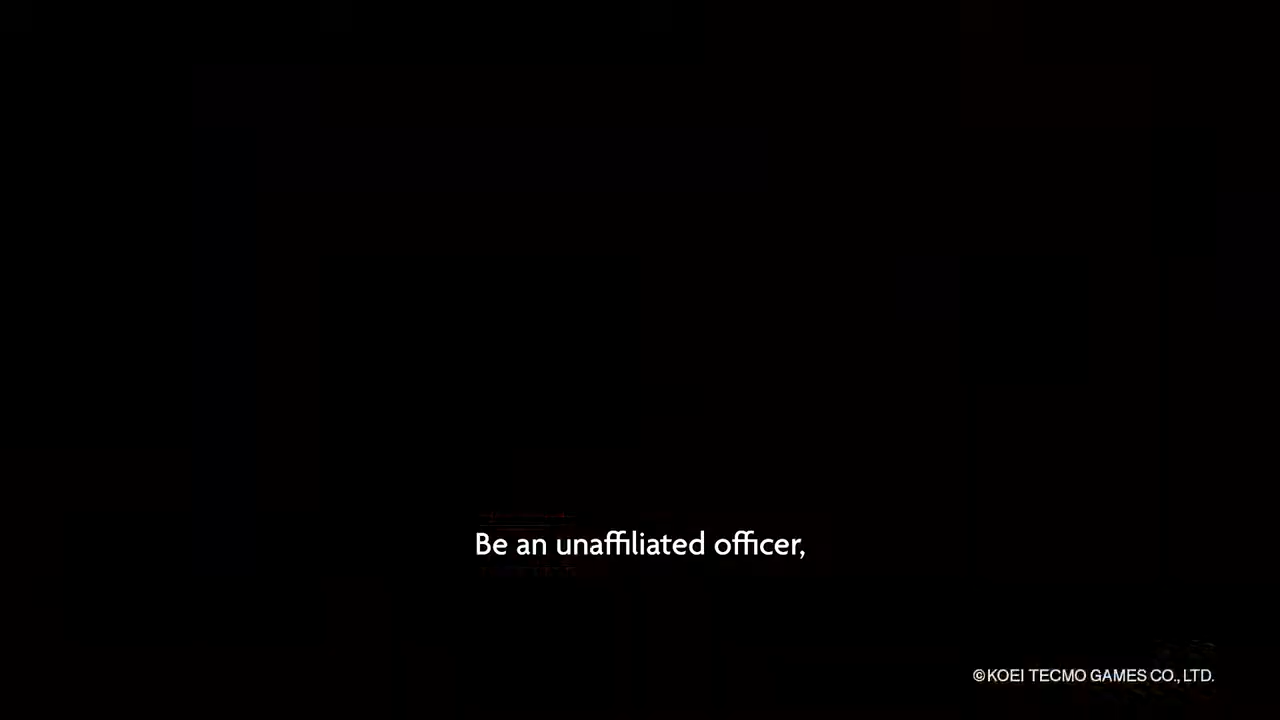 Be an unaffiliated officer,
©KOEI TECMO GAMES CO., LTD.